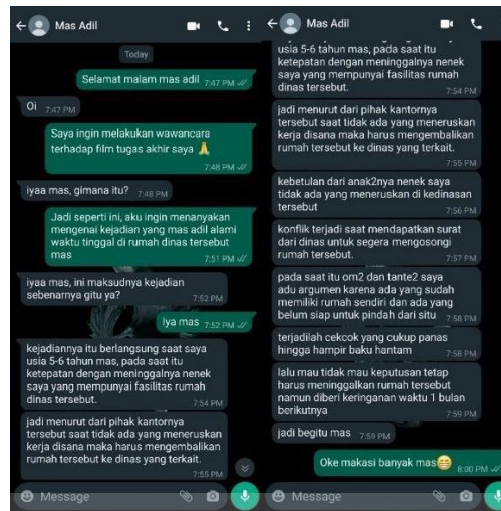 Mas Adil
Today
Selamat malam mas adil 7:47 PM
Oi 7:47 PM
Saya ingin melakukan wawancara
terhadap film tugas akhir saya 🙏
7:48 PM
iyaa mas, gimana itu? 7:48 PM
Jadi seperti ini, aku ingin menanyakan
mengenai kejadian yang mas adil alami
waktu tinggal di rumah dinas tersebut
mas 7:51 PM
iyaa mas, ini maksudnya kejadian
sebenarnya gitu ya? 7:52 PM
Iya mas 7:52 PM
kejadiannya itu berlangsung saat saya
usia 5-6 tahun mas, pada saat itu
ketepatan dengan meninggalnya nenek
saya yang mempunyai fasilitas rumah
dinas tersebut. 7:54 PM
jadi menurut dari pihak kantornya
tersebut saat tidak ada yang meneruskan
kerja disana maka harus mengembalikan
rumah tersebut ke dinas yang terkait.
7:55 PM
Message
Mas Adil
usia 5-6 tahun mas, pada saat itu
ketepatan dengan meninggalnya nenek
saya yang mempunyai fasilitas rumah
dinas tersebut. 7:54 PM
jadi menurut dari pihak kantornya
tersebut saat tidak ada yang meneruskan
kerja disana maka harus mengembalikan
rumah tersebut ke dinas yang terkait.
7:55 PM
kebetulan dari anak2nya nenek saya
tidak ada yang meneruskan di kedinasan
tersebut 7:56 PM
konflik terjadi saat mendapatkan surat
dari dinas untuk segera mengosongi
rumah tersebut. 7:57 PM
pada saat itu om2 dan tante2 saya
adu argumen karena ada yang sudah
memiliki rumah sendiri dan ada yang
belum siap untuk pindah dari situ 7:58 PM
terjadilah cekcok yang cukup panas
hingga hampir baku hantam 7:58 PM
lalu mau tidak mau keputusan tetap
harus meninggalkan rumah tersebut
namun diberi keringanan waktu 1 bulan
berikutnya 7:59 PM
jadi begitu mas 7:59 PM
Oke makasi banyak mas😁 8:00 PM
Message